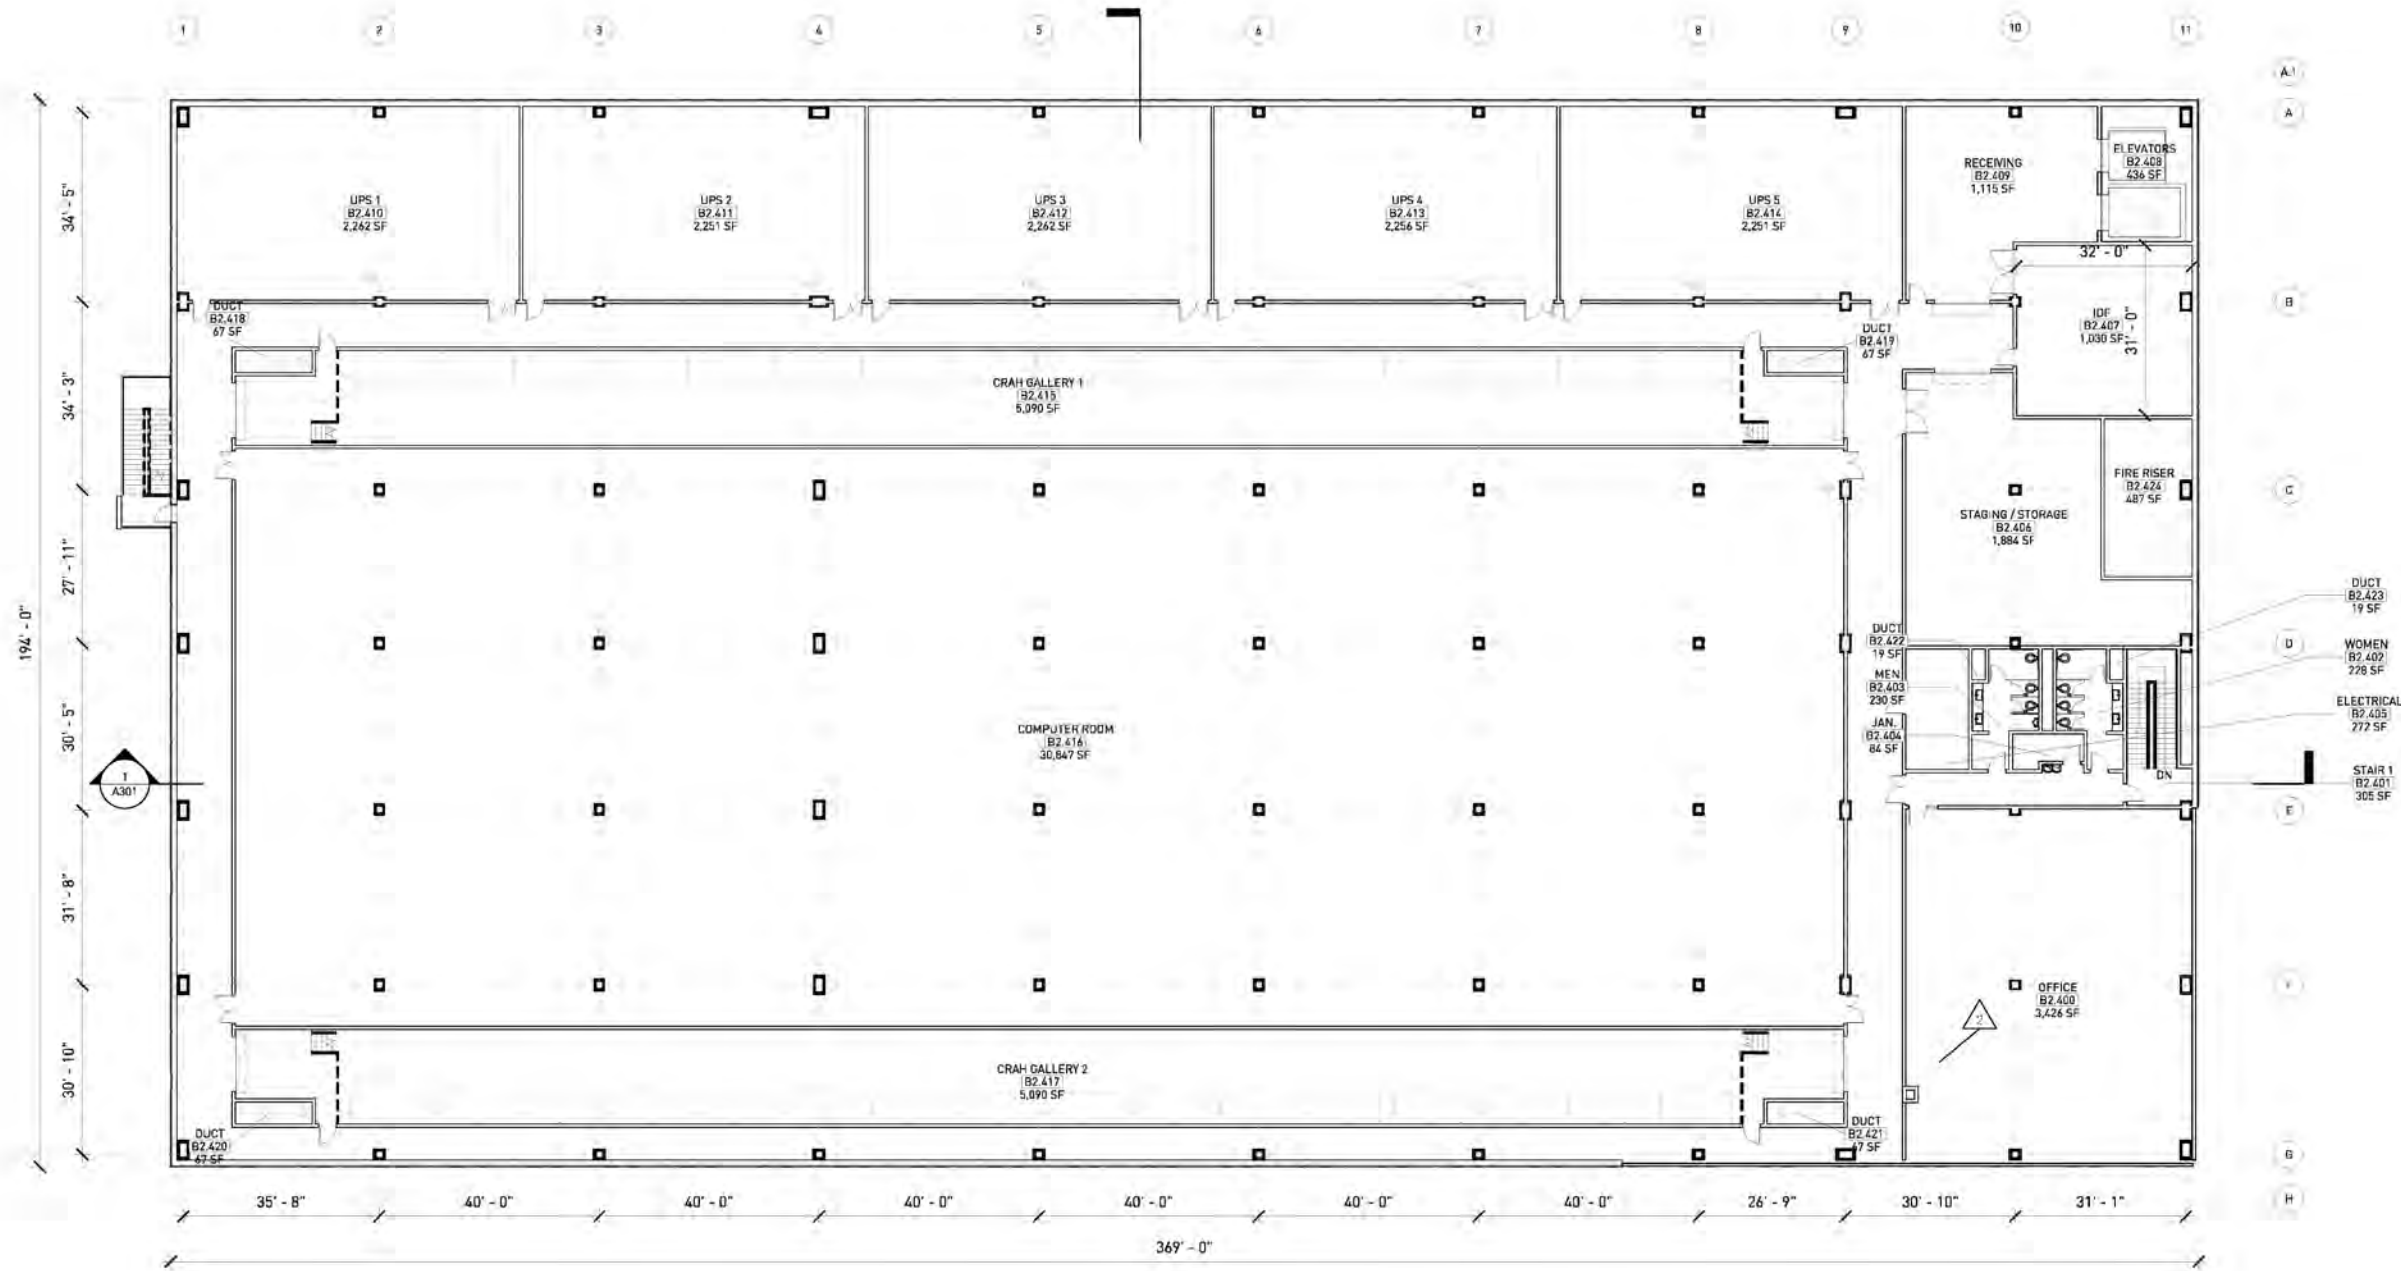 1
2
3
4
5
6
7
8
9
10
11
A.1
A
B
C
D
E
F
G
H
194' - 0"
34' - 5"
34' - 3"
27' - 11"
30' - 5"
31' - 8"
30' - 10"
UPS 1
B2.410
2,262 SF
UPS 2
B2.411
2,251 SF
UPS 3
B2.412
2,262 SF
UPS 4
B2.413
2,256 SF
UPS 5
B2.414
2,251 SF
RECEIVING
B2.409
1,115 SF
ELEVATORS
B2.408
436 SF
32' - 0"
IDF
B2.407
1,030 SF
31' - 0"
DUCT
B2.418
67 SF
DUCT
B2.419
67 SF
CRAH GALLERY 1
B2.415
5,090 SF
FIRE RISER
B2.424
487 SF
STAGING / STORAGE
B2.406
1,884 SF
DUCT
B2.423
19 SF
DUCT
B2.422
19 SF
WOMEN
B2.402
228 SF
MEN
B2.403
230 SF
ELECTRICAL
B2.405
272 SF
JAN.
B2.404
84 SF
DN
STAIR 1
B2.401
305 SF
COMPUTER ROOM
B2.416
30,847 SF
1
A301
OFFICE
B2.400
3,426 SF
2
CRAH GALLERY 2
B2.417
5,090 SF
DUCT
B2.420
67 SF
DUCT
B2.421
67 SF
35' - 8"
40' - 0"
40' - 0"
40' - 0"
40' - 0"
40' - 0"
40' - 0"
26' - 9"
30' - 10"
31' - 1"
369' - 0"